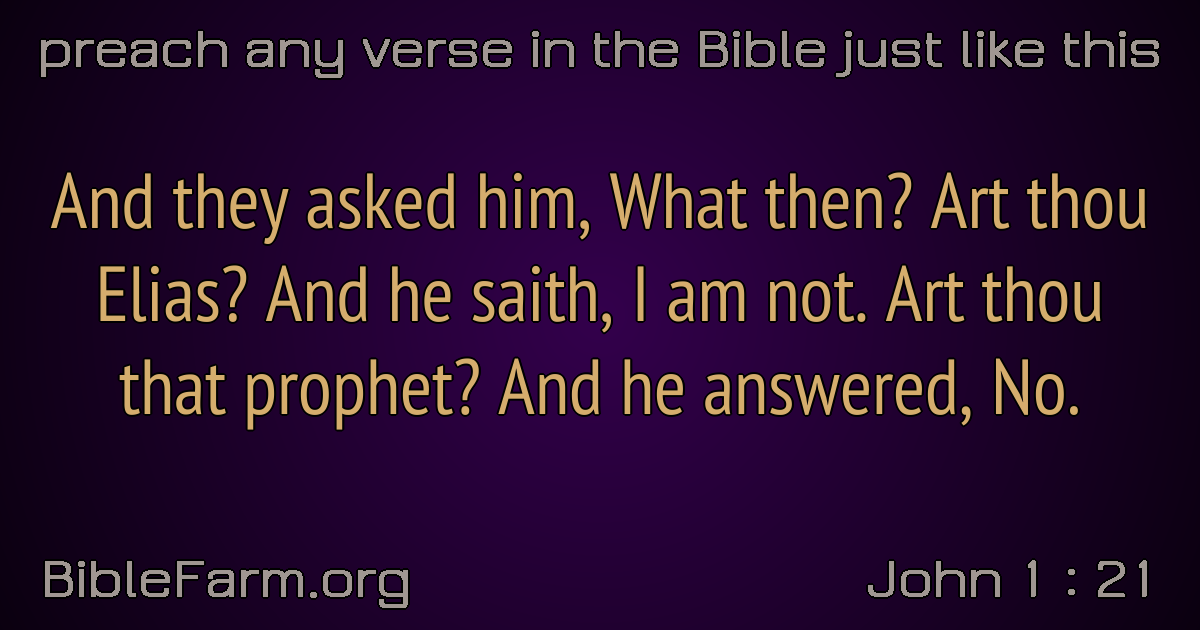 preach any verse in the Bible just like this
And they asked him, What then? Art thou
Elias? And he saith, I am not. Art thou
that prophet? And he answered, No.
BibleFarm.org
John 1 : 21